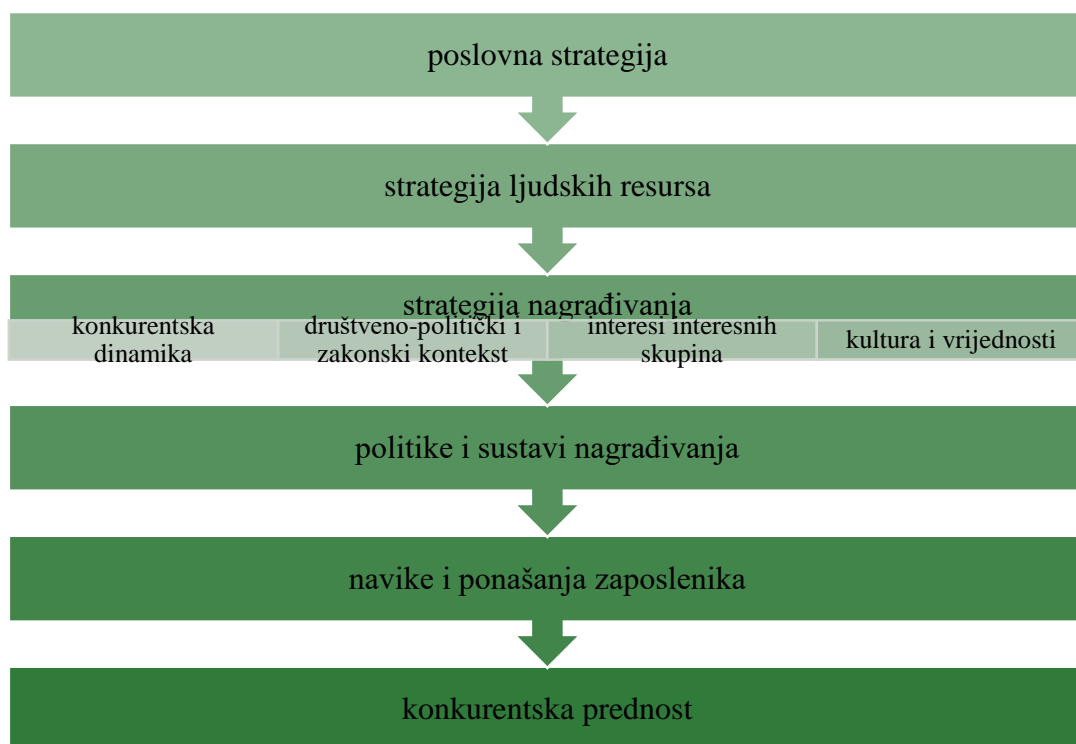 poslovna strategija
strategija ljudskih resursa
strategija nagrađivanja
konkurentska
dinamika
društveno-politički i
zakonski kontekst
interesi interesnih
skupina
kultura i vrijednosti
politike i sustavi nagrađivanja
navike i ponašanja zaposlenika
konkurentska prednost